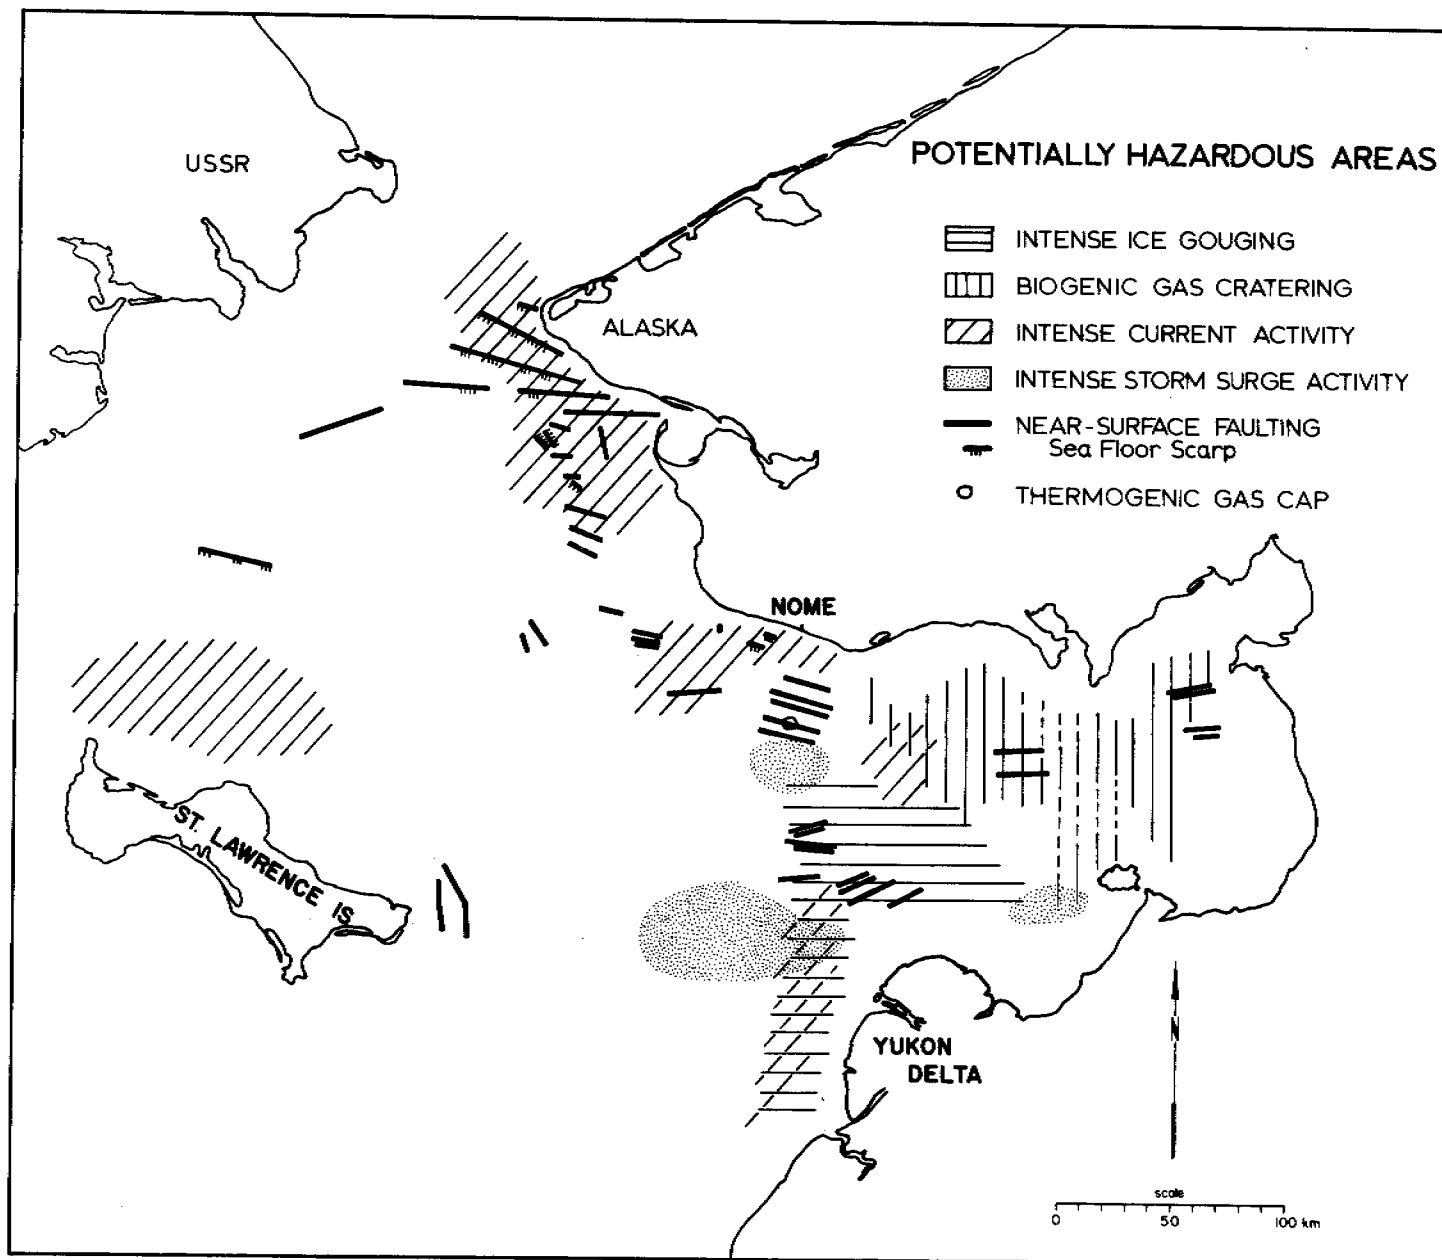 POTENTIALLY HAZARDOUS AREAS
USSR
INTENSE ICE GOUGING
BIOGENIC GAS CRATERING
ALASKA
INTENSE CURRENT ACTIVITY
INTENSE STORM SURGE ACTIVITY
NEAR-SURFACE FAULTING
Sea Floor Scarp
THERMOGENIC GAS CAP
NOME
ST. LAWRENCE IS
N
YUKON
DELTA
scale
0 50 100 km